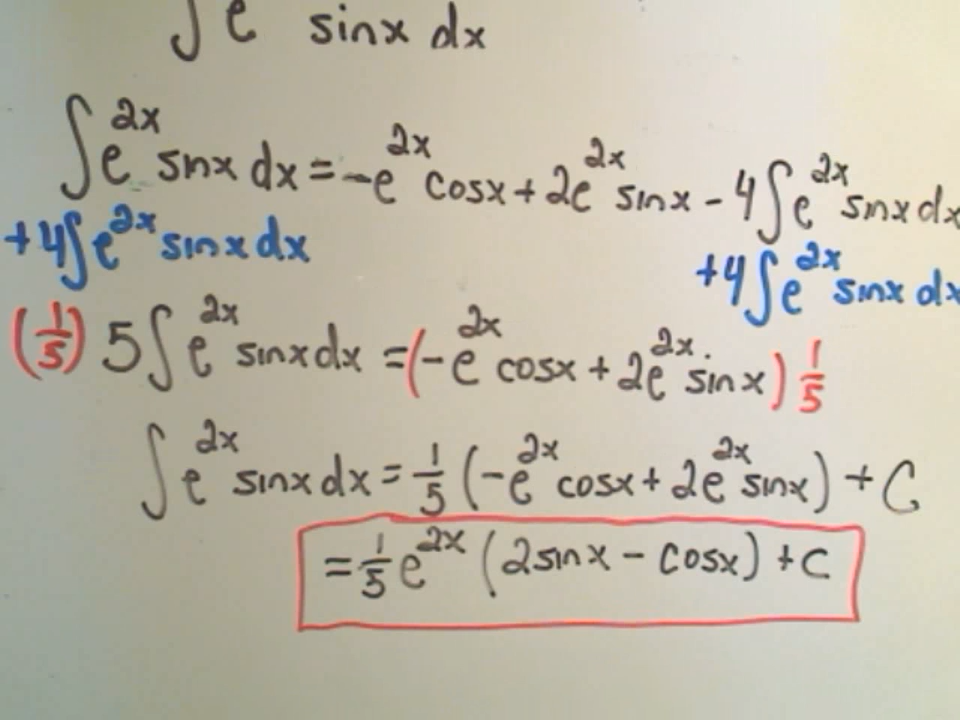 ∫e sinx dx
∫e^2x sinx dx = -e^2x cosx + 2e^2x sinx - 4∫e^2x sinx dx
+4∫e^2x sinx dx +4∫e^2x sinx dx
(1/5) 5∫e^2x sinx dx = (-e^2x cosx + 2e^2x sinx) 1/5
∫e^2x sinx dx = 1/5 (-e^2x cosx + 2e^2x sinx) + C
= 1/5 e^2x (2sinx - cosx) + C